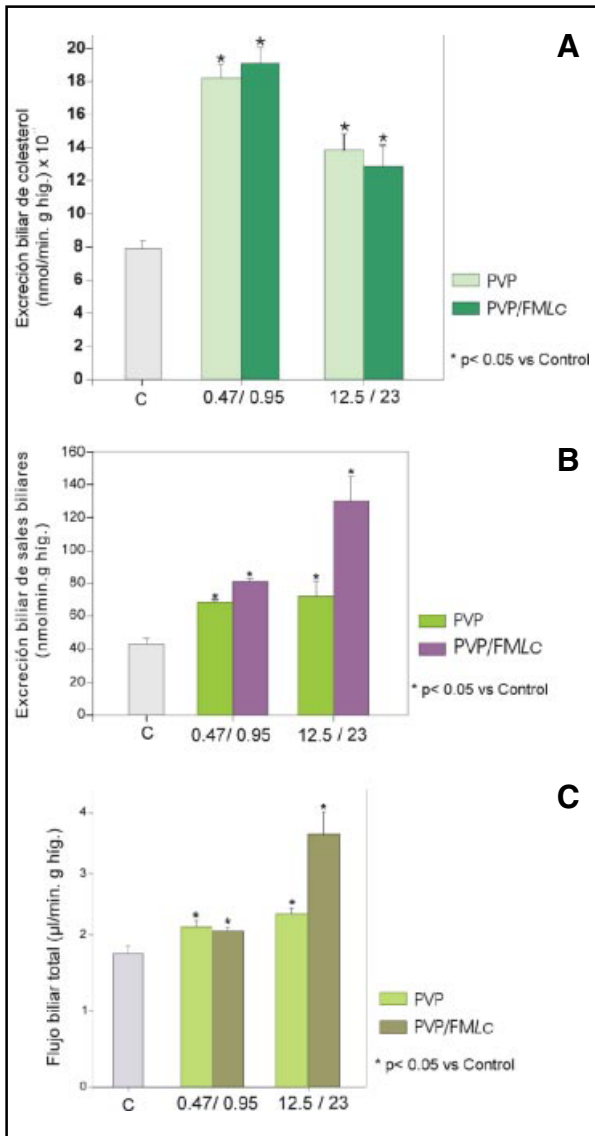 A
Excreción biliar de colesterol
(nmol/min. g hig.) x 10
20
18
16
14
12
10
8
6
4
2
0
* *
* *
C 0.47/ 0.95 12.5 / 23
PVP
PVP/FMLc
* p< 0.05 vs Control
B
Excreción biliar de sales biliares
(nmolmin.g hig.)
160
140
120
100
80
60
40
20
0
* *
* *
C 0.47/ 0.95 12.5 / 23
PVP
PVP/FMLc
* p< 0.05 vs Control
C
Flujo biliar total (µl/min. g hig.)
4
3
2
1
0
* *
* *
C 0.47/ 0.95 12.5 / 23
PVP
PVP/FMLc
* p< 0.05 vs Control